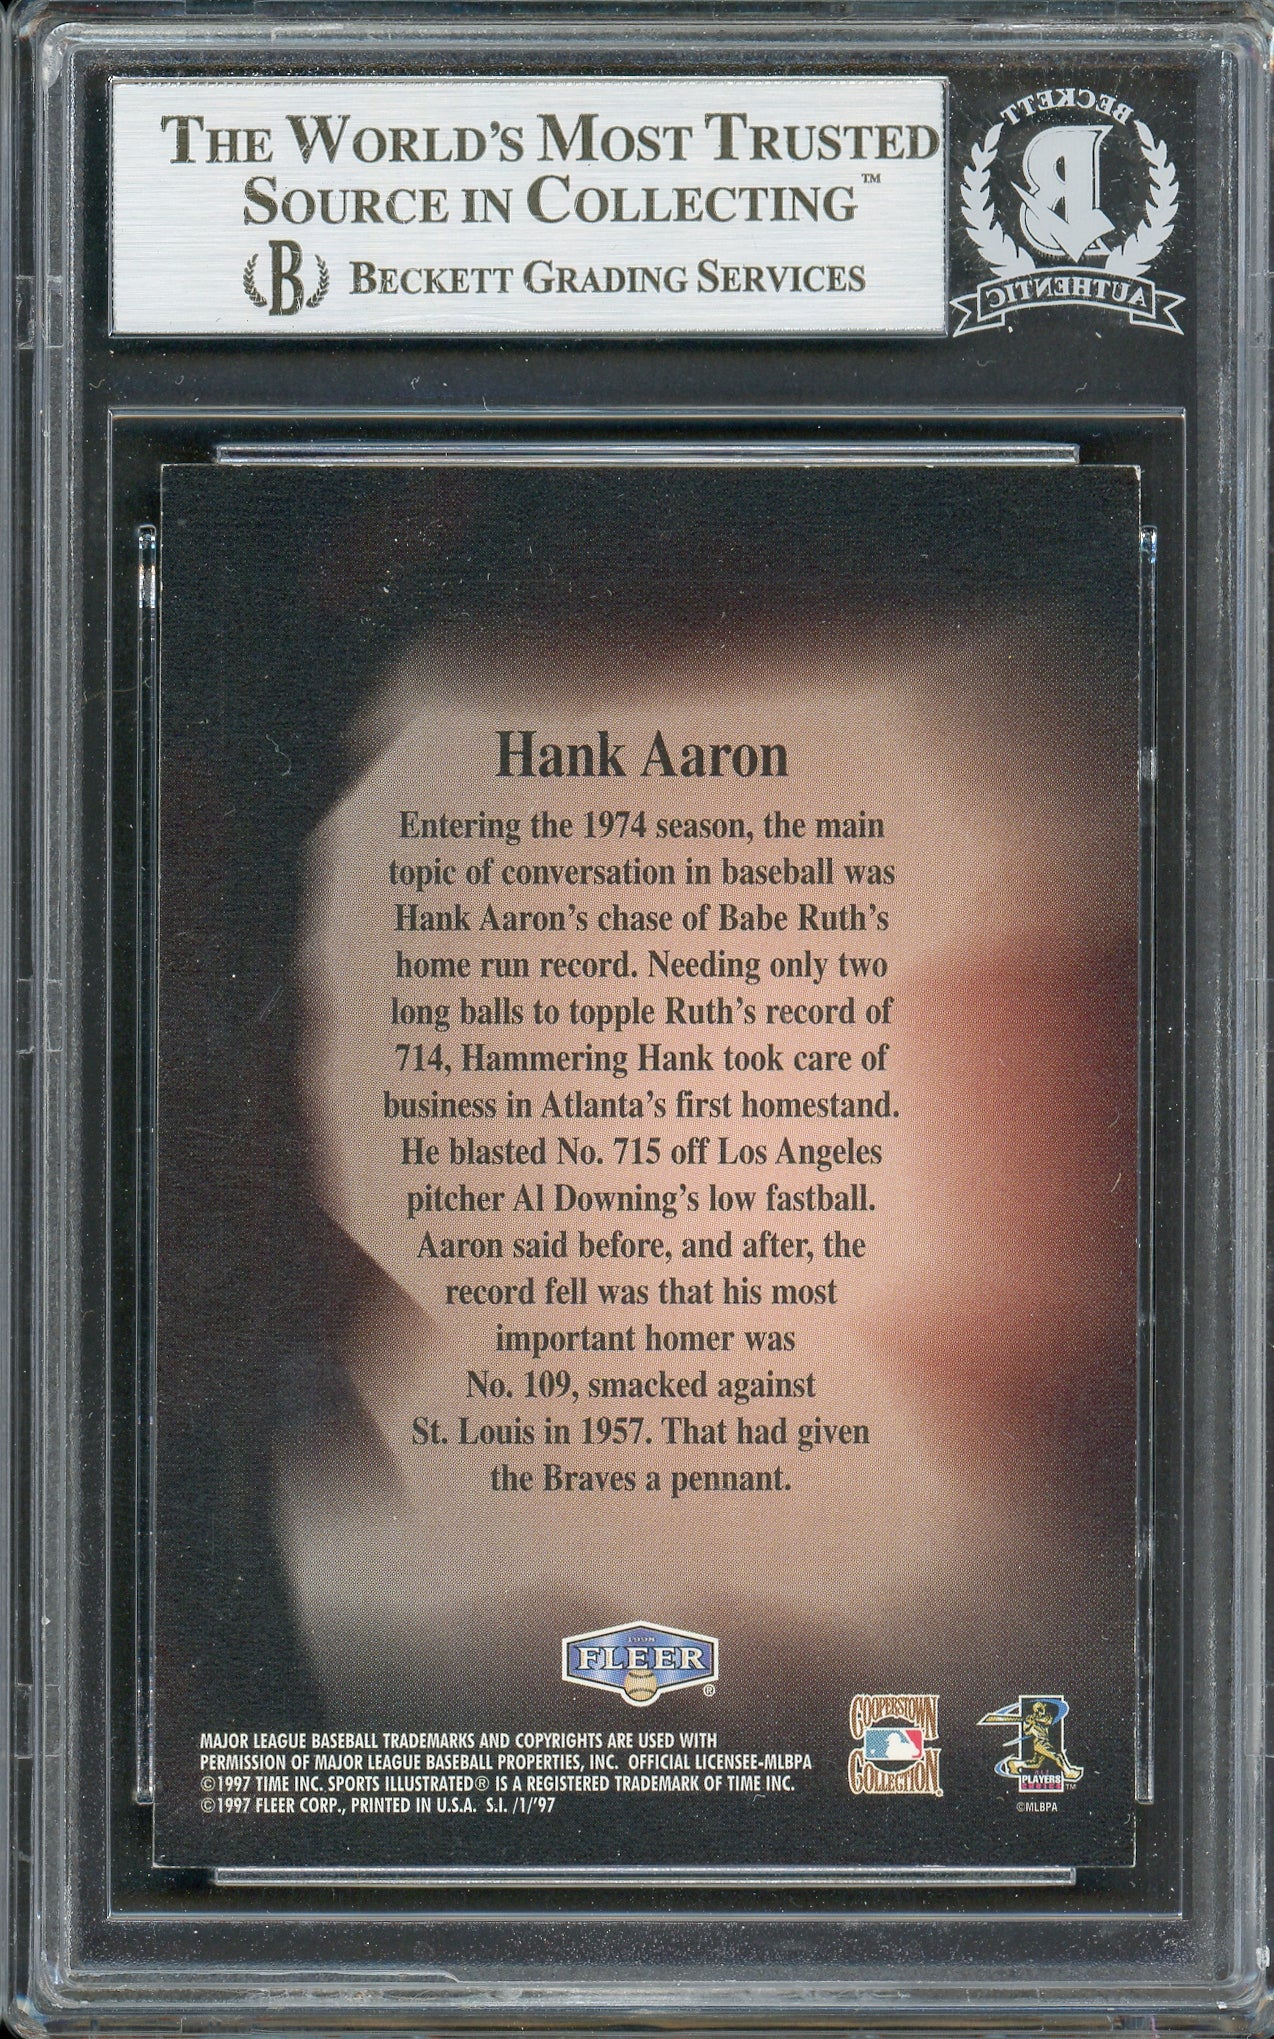 THE WORLD'S MOST TRUSTED
SOURCE IN COLLECTING™
B BECKETT GRADING SERVICES
BECKETT
B
AUTHENTIC
Hank Aaron
Entering the 1974 season, the main
topic of conversation in baseball was
Hank Aaron's chase of Babe Ruth's
home run record. Needing only two
long balls to topple Ruth's record of
714, Hammering Hank took care of
business in Atlanta's first homestand.
He blasted No. 715 off Los Angeles
pitcher Al Downing's low fastball.
Aaron said before, and after, the
record fell was that his most
important homer was
No. 109, smacked against
St. Louis in 1957. That had given
the Braves a pennant.
1998
FLEER®
MAJOR LEAGUE BASEBALL TRADEMARKS AND COPYRIGHTS ARE USED WITH
PERMISSION OF MAJOR LEAGUE BASEBALL PROPERTIES, INC. OFFICIAL LICENSEE-MLBPA
©1997 TIME INC. SPORTS ILLUSTRATED® IS A REGISTERED TRADEMARK OF TIME INC.
©1997 FLEER CORP., PRINTED IN U.S.A. S.I. /1/'97
COOPERSTOWN
COLLECTION®
PLAYERS
™
©MLBPA